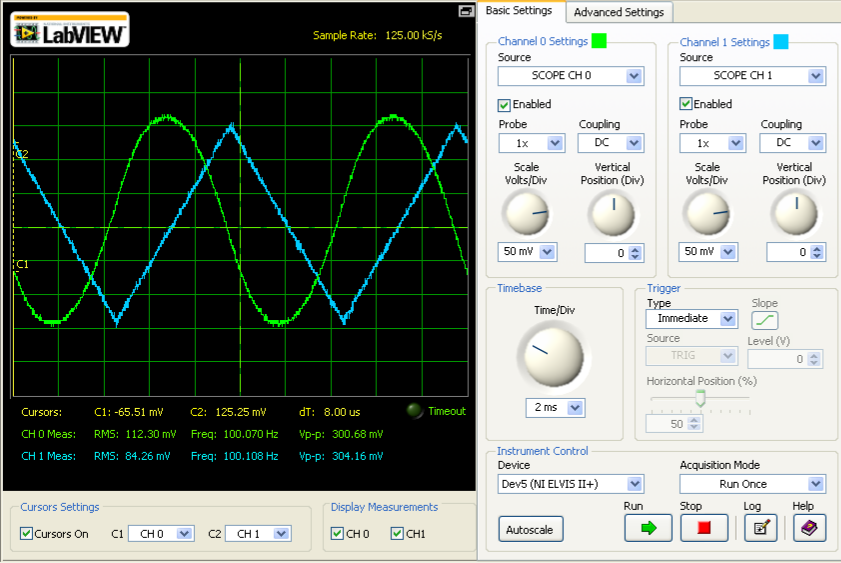 POWERED BY
NATIONAL INSTRUMENTS
LabVIEW™
Sample Rate: 125.00 kS/s
C2
C1
Cursors: C1: -65.51 mV C2: 125.25 mV dT: 8.00 us Timeout
CH 0 Meas: RMS: 112.30 mV Freq: 100.070 Hz Vp-p: 300.68 mV
CH 1 Meas: RMS: 84.26 mV Freq: 100.108 Hz Vp-p: 304.16 mV
Cursors Settings
Cursors On C1 CH 0 C2 CH 1
Display Measurements
CH 0 CH1
Basic Settings Advanced Settings
Channel 0 Settings
Source
SCOPE CH 0
Enabled
Probe Coupling
1x DC
Scale Vertical
Volts/Div Position (Div)
50 mV 0
Channel 1 Settings
Source
SCOPE CH 1
Enabled
Probe Coupling
1x DC
Scale Vertical
Volts/Div Position (Div)
50 mV 0
Timebase
Time/Div
2 ms
Trigger
Type Slope
Immediate
Source Level (V)
TRIG 0
Horizontal Position (%)
50
Instrument Control
Device Acquisition Mode
Dev5 (NI ELVIS II+) Run Once
Run Stop Log Help
Autoscale